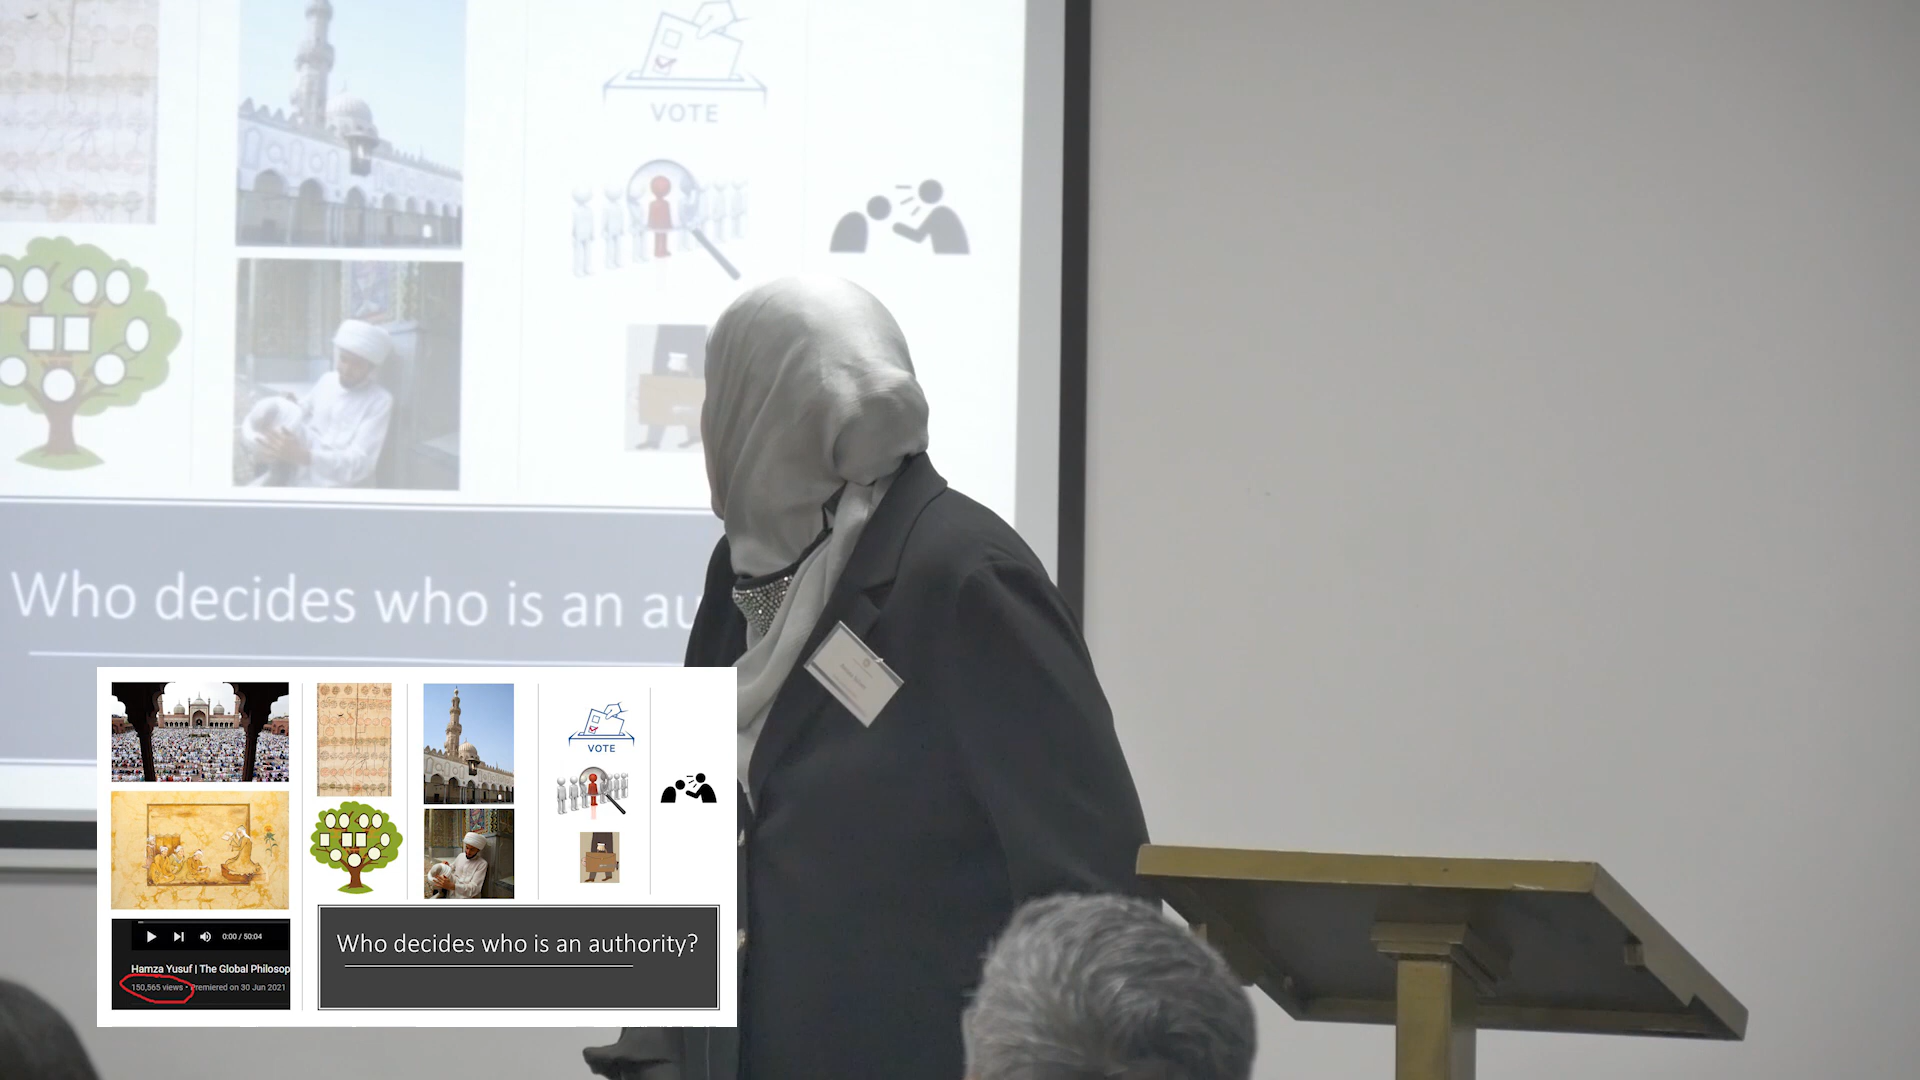 VOTE
Who decides who is an au
VOTE
0:00 / 50:04
Hamza Yusuf | The Global Philosop
150,565 views • Premiered on 30 Jun 2021
Who decides who is an authority?